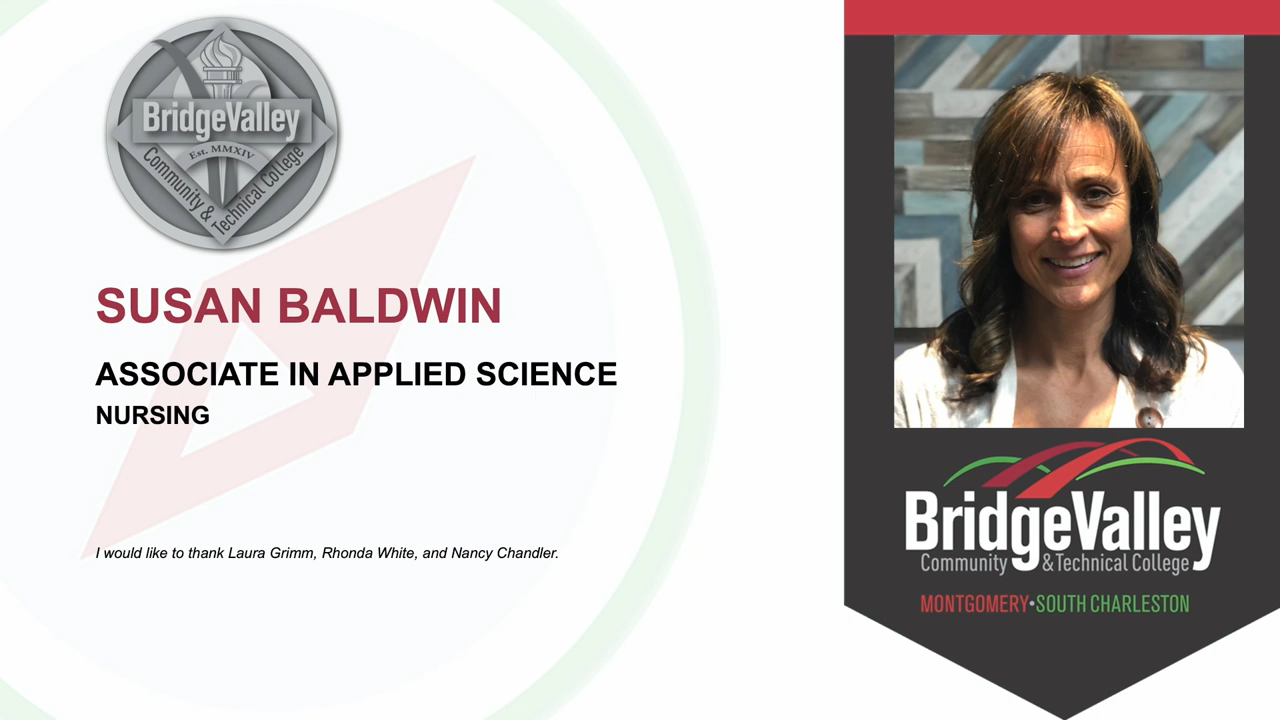 BridgeValley
Est. MMXIV
Community & Technical College
SUSAN BALDWIN
ASSOCIATE IN APPLIED SCIENCE
NURSING
I would like to thank Laura Grimm, Rhonda White, and Nancy Chandler.
BridgeValley
Community & Technical College
MONTGOMERY•SOUTH CHARLESTON